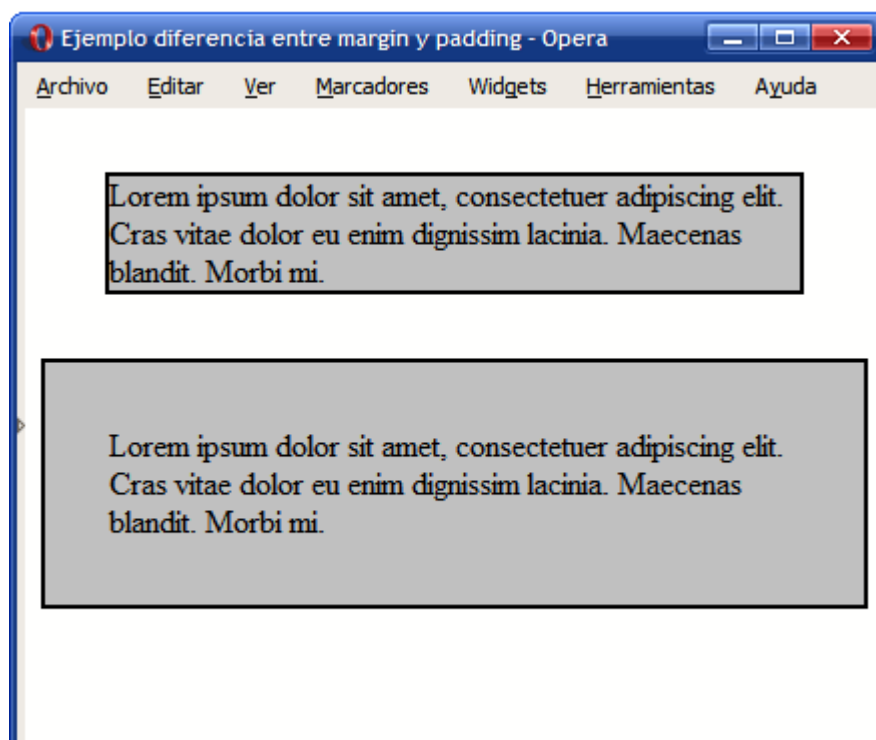 Ejemplo diferencia entre margin y padding - Opera
Archivo Editar Ver Marcadores Widgets Herramientas Ayuda
Lorem ipsum dolor sit amet, consectetuer adipiscing elit.
Cras vitae dolor eu enim dignissim lacinia. Maecenas
blandit. Morbi mi.
Lorem ipsum dolor sit amet, consectetuer adipiscing elit.
Cras vitae dolor eu enim dignissim lacinia. Maecenas
blandit. Morbi mi.